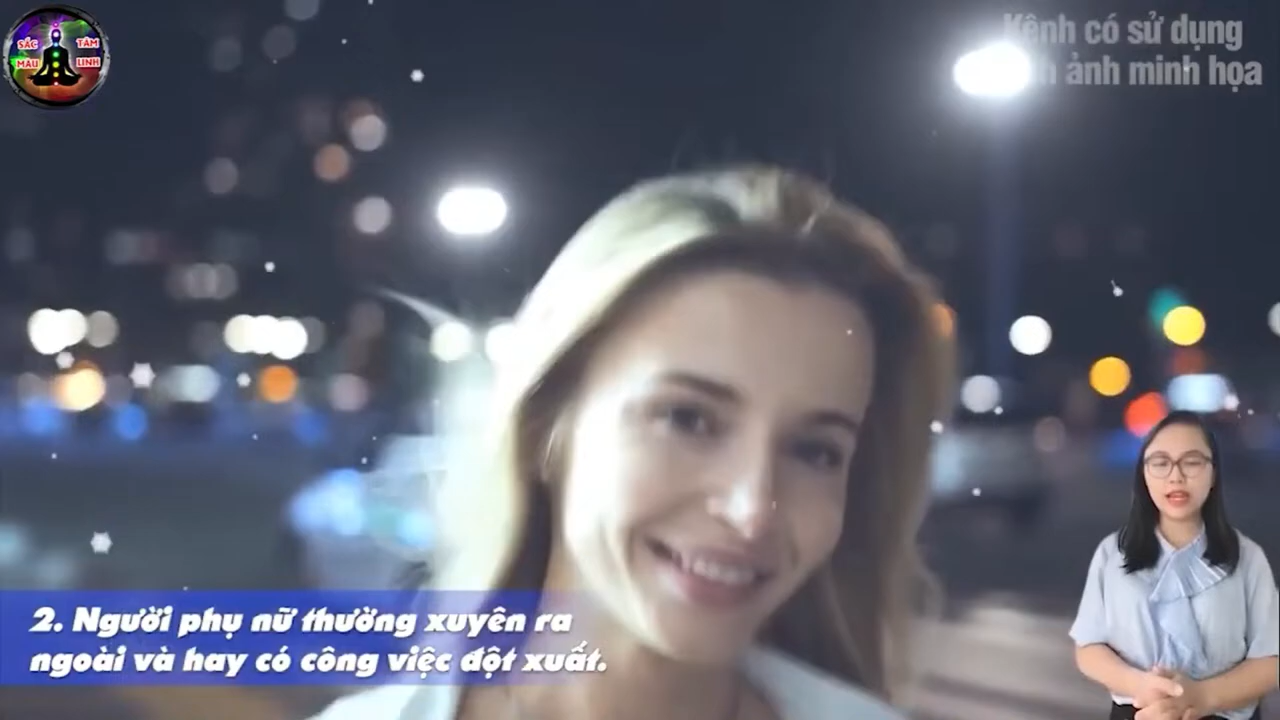 SẮC TÂM
MÀU LINH
Kênh có sử dụng
ảnh minh họa
2. Người phụ nữ thường xuyên ra
ngoài và hay có công việc đột xuất.